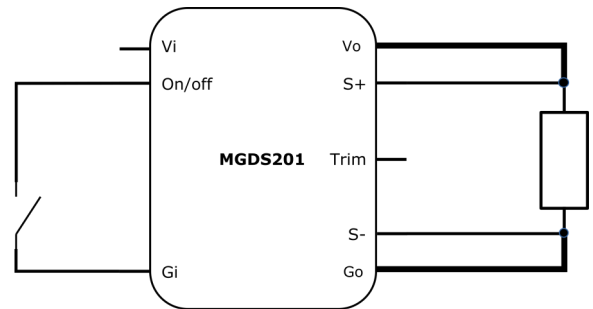 Vi
Vo
On/off
S+
MGDS201
Trim
S-
Gi
Go